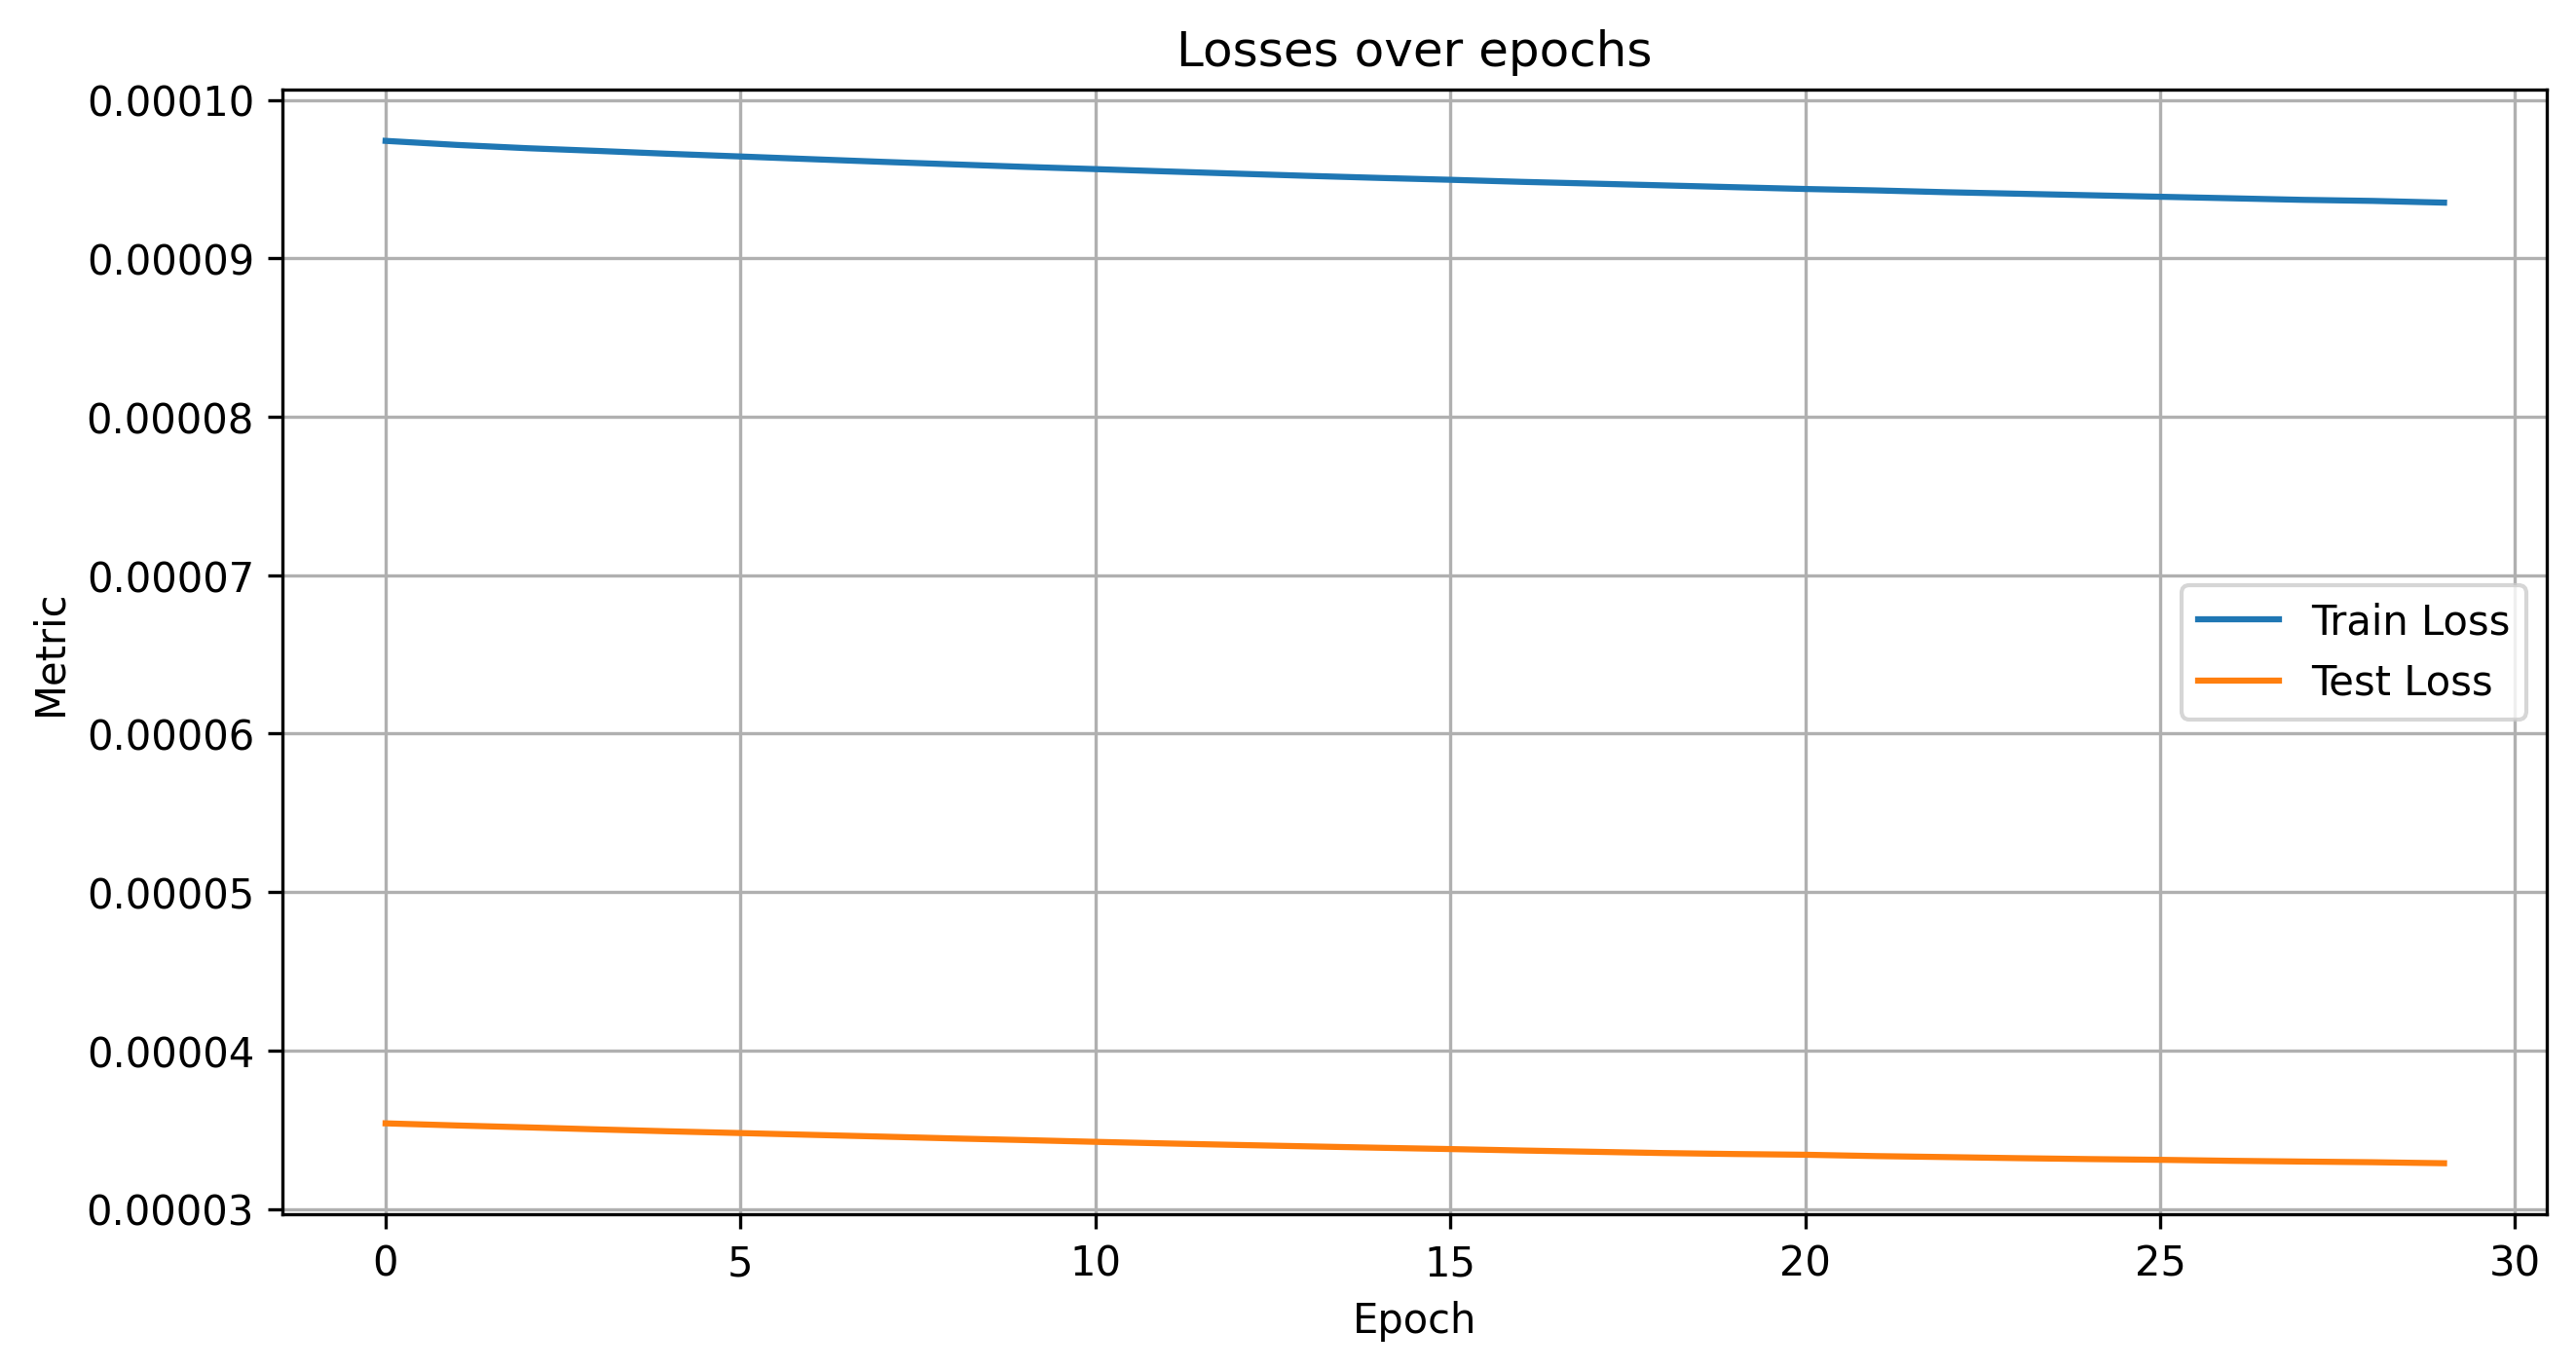 Losses over epochs
0.00010
0.00009
0.00008
0.00007
0.00006
0.00005
0.00004
0.00003
Metric
Train Loss
Test Loss
0 5 10 15 20 25 30
Epoch